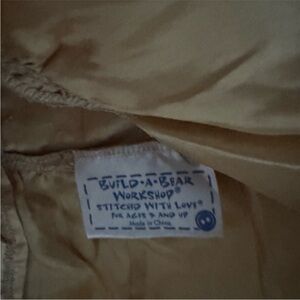 BUILD-A-BEAR
WORKSHOP®
STITCHED WITH LOVE®
FOR AGES 3 AND UP
Made in China